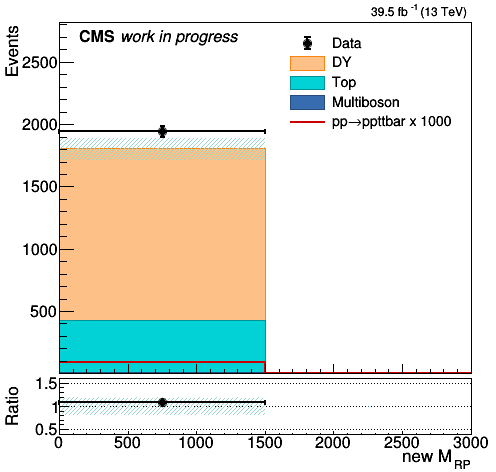 39.5 fb⁻¹ (13 TeV)
CMS work in progress
Data
DY
Top
Multiboson
pp→ppttbar x 1000
Events
2500
2000
1500
1000
500
Ratio
1.5
1
0.5
0 500 1000 1500 2000 2500 3000
new M_RP